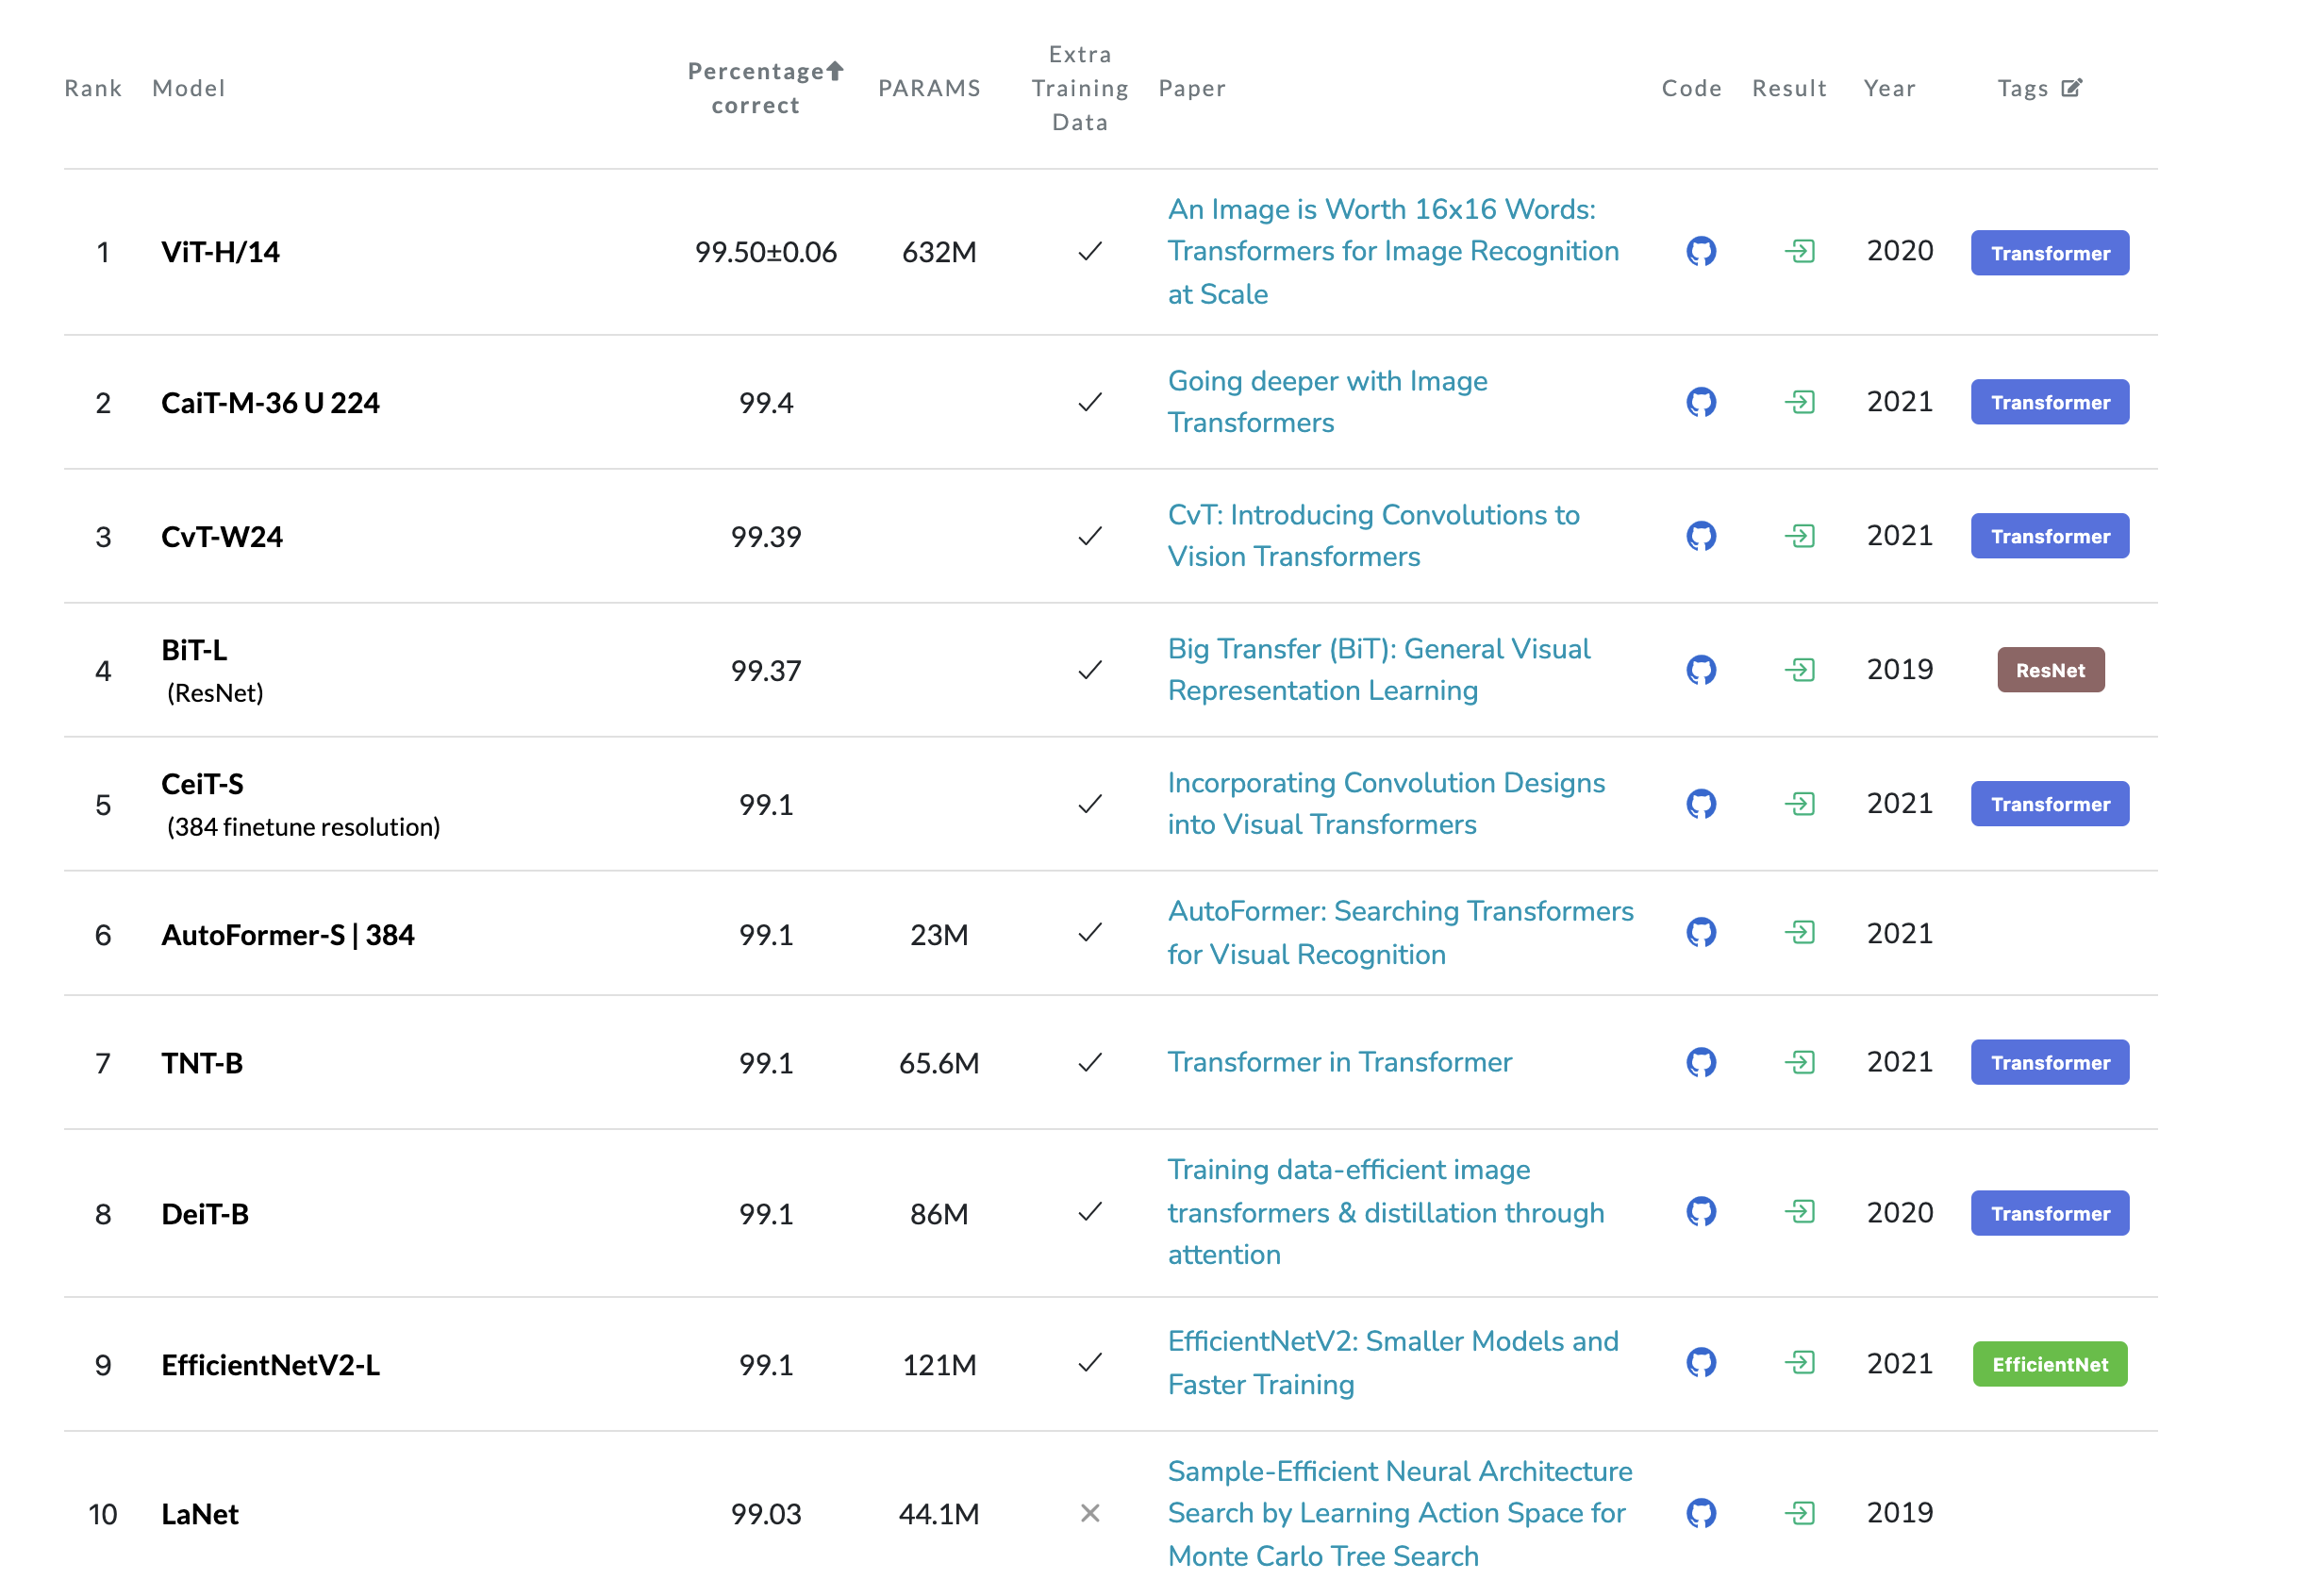 Rank Model Percentage correct PARAMS Extra Training Data Paper Code Result Year Tags
1 ViT-H/14 99.50±0.06 632M An Image is Worth 16x16 Words: Transformers for Image Recognition at Scale 2020 Transformer
2 CaiT-M-36 U 224 99.4 Going deeper with Image Transformers 2021 Transformer
3 CvT-W24 99.39 CvT: Introducing Convolutions to Vision Transformers 2021 Transformer
4 BiT-L (ResNet) 99.37 Big Transfer (BiT): General Visual Representation Learning 2019 ResNet
5 CeiT-S (384 finetune resolution) 99.1 Incorporating Convolution Designs into Visual Transformers 2021 Transformer
6 AutoFormer-S | 384 99.1 23M AutoFormer: Searching Transformers for Visual Recognition 2021
7 TNT-B 99.1 65.6M Transformer in Transformer 2021 Transformer
8 DeiT-B 99.1 86M Training data-efficient image transformers & distillation through attention 2020 Transformer
9 EfficientNetV2-L 99.1 121M EfficientNetV2: Smaller Models and Faster Training 2021 EfficientNet
10 LaNet 99.03 44.1M Sample-Efficient Neural Architecture Search by Learning Action Space for Monte Carlo Tree Search 2019